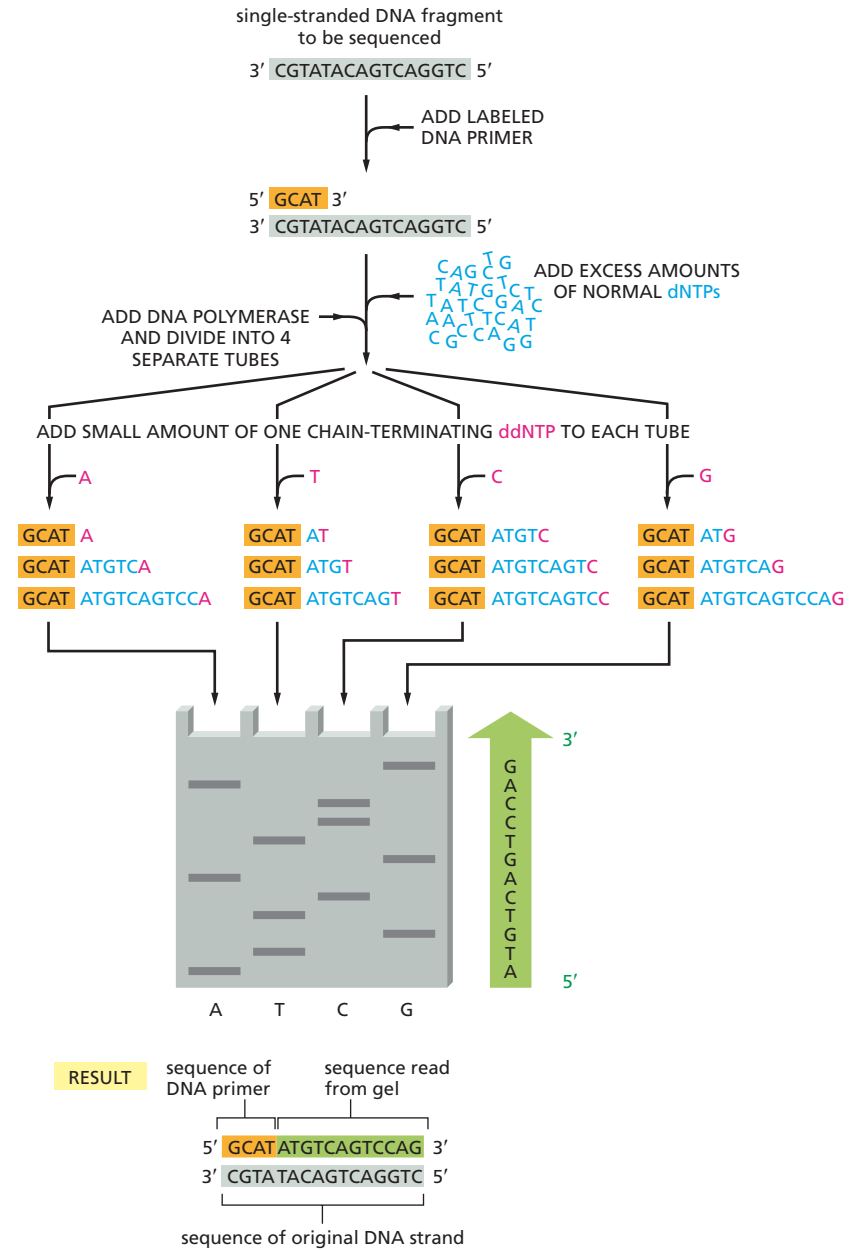 single-stranded DNA fragment
to be sequenced
3′ CGTATACAGTCAGGTC 5′
ADD LABELED
DNA PRIMER
5′ GCAT 3′
3′ CGTATACAGTCAGGTC 5′
ADD EXCESS AMOUNTS
OF NORMAL dNTPs
ADD DNA POLYMERASE
AND DIVIDE INTO 4
SEPARATE TUBES
ADD SMALL AMOUNT OF ONE CHAIN-TERMINATING ddNTP TO EACH TUBE
A T C G
GCAT A
GCAT ATGTCA
GCAT ATGTCAGTCCA
GCAT AT
GCAT ATGT
GCAT ATGTCAGT
GCAT ATGTC
GCAT ATGTCAGTC
GCAT ATGTCAGTCC
GCAT ATG
GCAT ATGTCAG
GCAT ATGTCAGTCCAG
3′
G
A
C
C
T
G
A
C
T
G
T
A
5′
A T C G
RESULT
sequence of
DNA primer
sequence read
from gel
5′ GCATATGTCAGTCCAG 3′
3′ CGTATACAGTCAGGTC 5′
sequence of original DNA strand